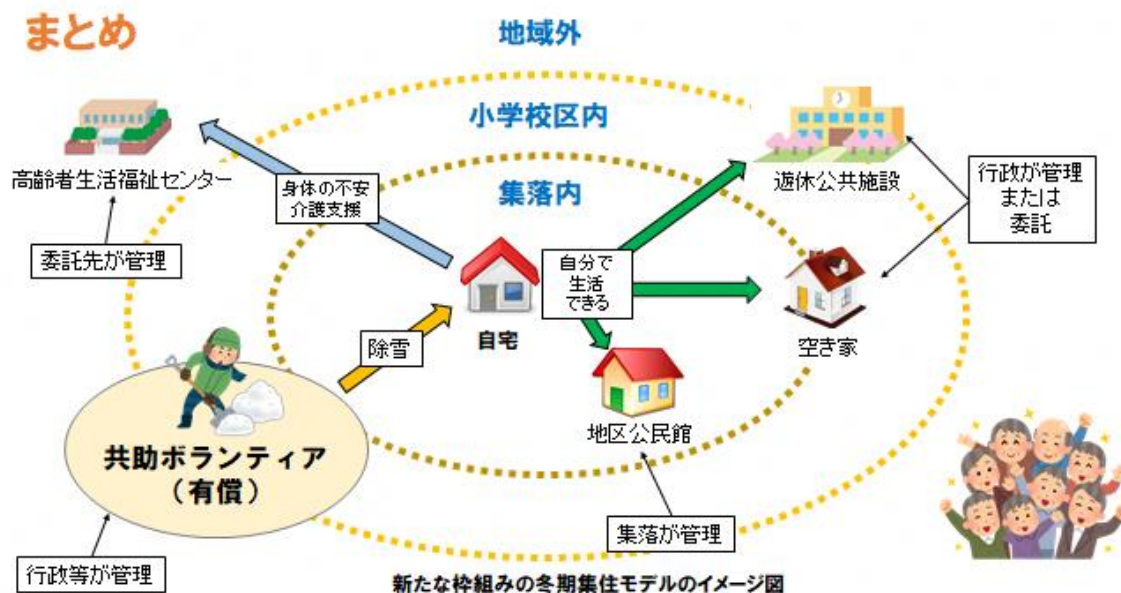 まとめ
地域外
小学校区内
集落内
高齢者生活福祉センター
身体の不安
介護支援
遊休公共施設
行政が管理
または
委託
委託先が管理
自分で
生活
できる
自宅
除雪
空き家
地区公民館
共助ボランティア
（有償）
集落が管理
行政等が管理
新たな枠組みの冬期集住モデルのイメージ図